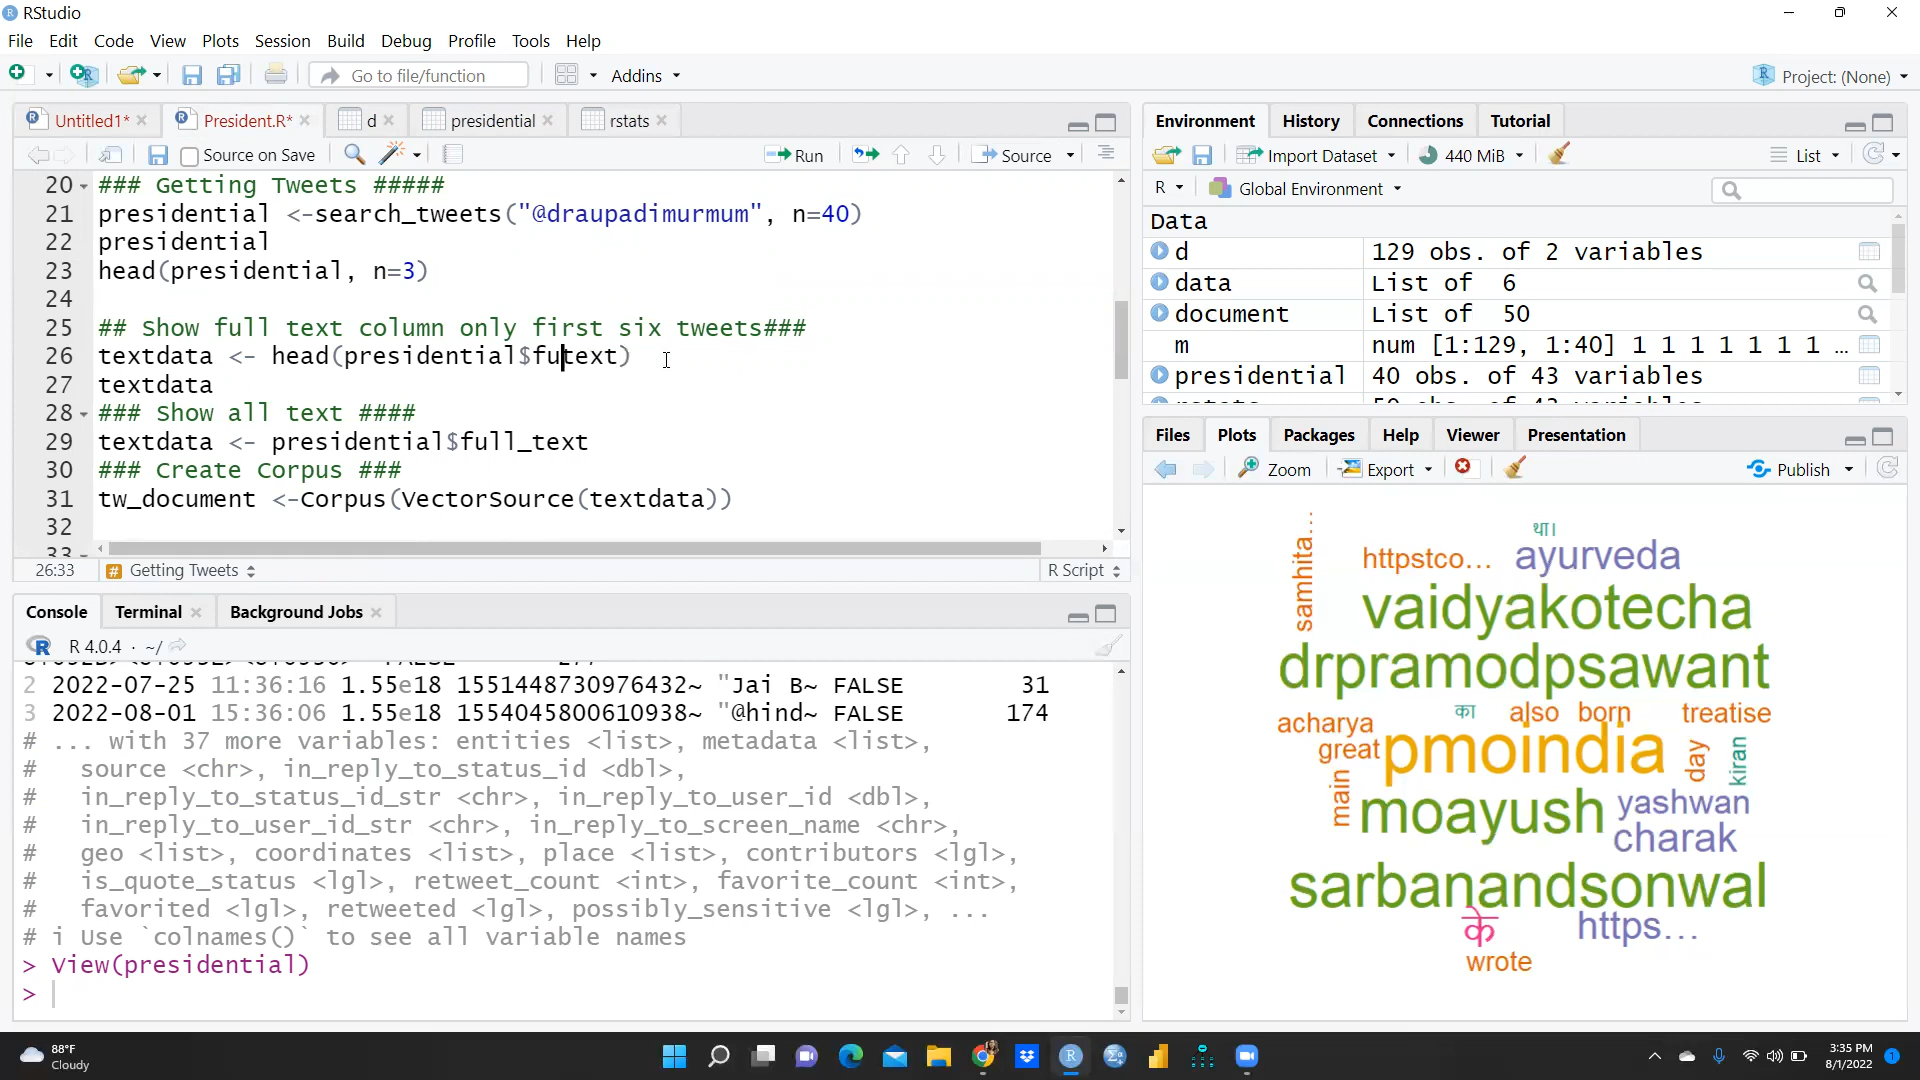 RStudio
File Edit Code View Plots Session Build Debug Profile Tools Help
Go to file/function Addins Project: (None)
Untitled1* President.R* d presidential rstats
Source on Save Run Source
20 ### Getting Tweets #####
21 presidential <-search_tweets("@draupadimurmum", n=40)
22 presidential
23 head(presidential, n=3)
24
25 ## Show full text column only first six tweets###
26 textdata <- head(presidential$futext)
27 textdata
28 ### Show all text ####
29 textdata <- presidential$full_text
30 ### Create Corpus ###
31 tw_document <-Corpus(VectorSource(textdata))
32
33
26:33 Getting Tweets R Script
Console Terminal Background Jobs
R 4.0.4 · ~/
2 2022-07-25 11:36:16 1.55e18 1551448730976432~ "Jai B~ FALSE 31
3 2022-08-01 15:36:06 1.55e18 1554045800610938~ "@hind~ FALSE 174
# ... with 37 more variables: entities <list>, metadata <list>,
# source <chr>, in_reply_to_status_id <dbl>,
# in_reply_to_status_id_str <chr>, in_reply_to_user_id <dbl>,
# in_reply_to_user_id_str <chr>, in_reply_to_screen_name <chr>,
# geo <list>, coordinates <list>, place <list>, contributors <lgl>,
# is_quote_status <lgl>, retweet_count <int>, favorite_count <int>,
# favorited <lgl>, retweeted <lgl>, possibly_sensitive <lgl>, ...
# i Use `colnames()` to see all variable names
> View(presidential)
>
Environment History Connections Tutorial
Import Dataset 440 MiB List
R Global Environment
Data
d 129 obs. of 2 variables
data List of 6
document List of 50
m num [1:129, 1:40] 1 1 1 1 1 1 1 ...
presidential 40 obs. of 43 variables
Files Plots Packages Help Viewer Presentation
Zoom Export Publish
था।
samhita…
httpstco…
ayurveda
vaidyakotecha
drpramodpsawant
acharya
का
also
born
treatise
great
pmoindia
day
kiran
main
moayush
yashwan
charak
sarbanandsonwal
के
https…
wrote
88°F
Cloudy
3:35 PM
8/1/2022
1